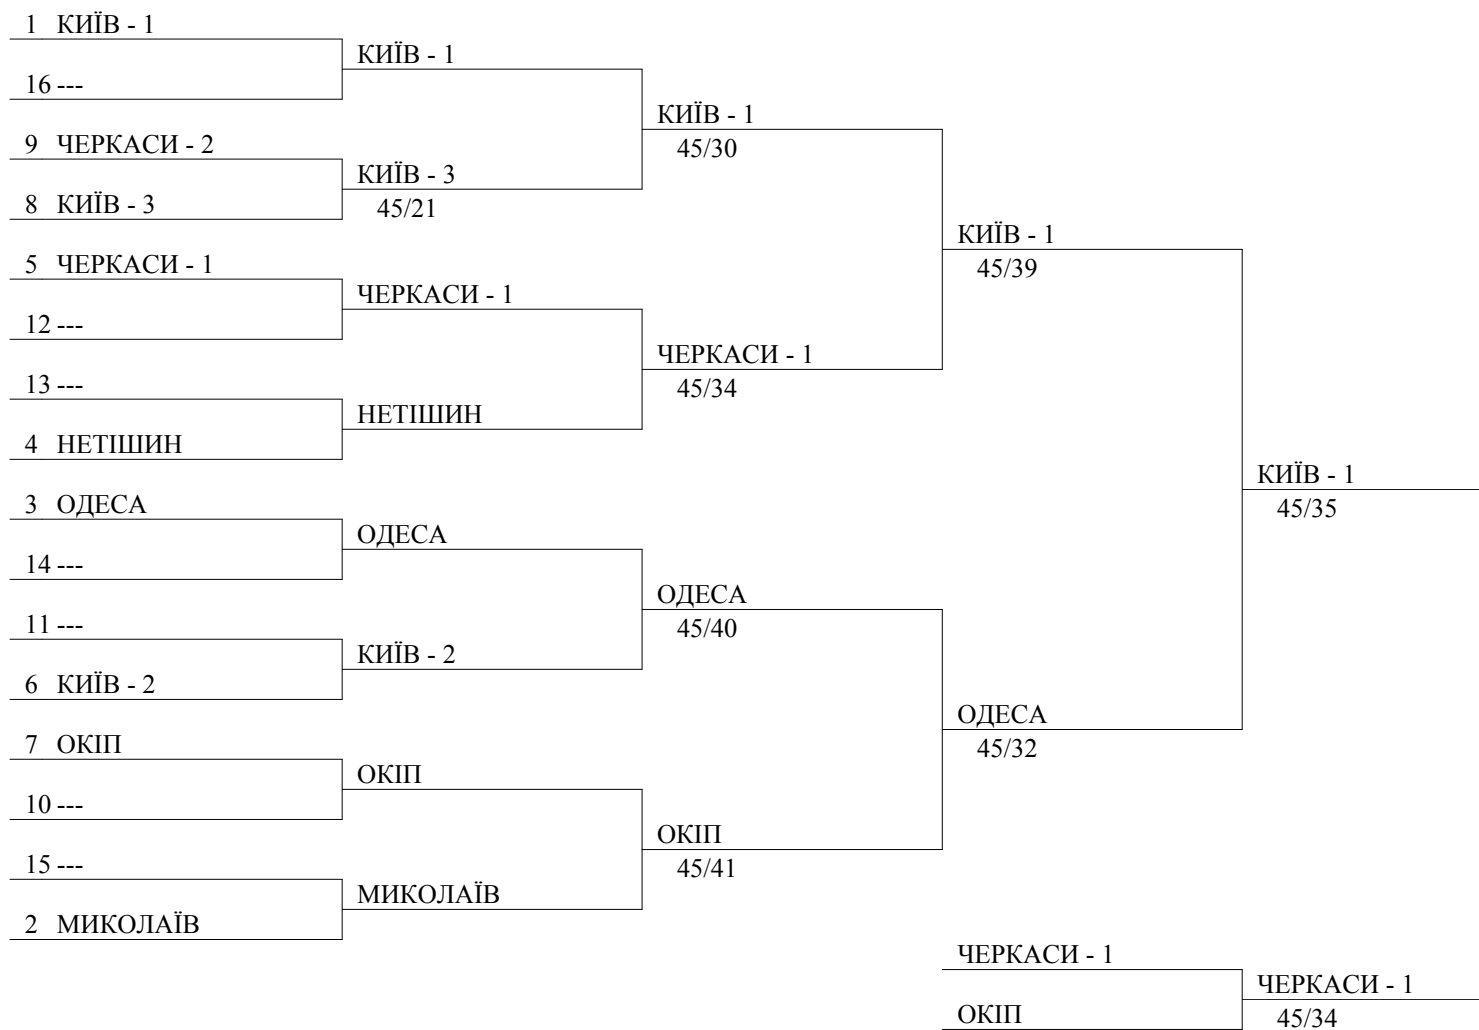 1 КИЇВ - 1
16 ---
9 ЧЕРКАСИ - 2
8 КИЇВ - 3
5 ЧЕРКАСИ - 1
12 ---
13 ---
4 НЕТІШИН
3 ОДЕСА
14 ---
11 ---
6 КИЇВ - 2
7 ОКІП
10 ---
15 ---
2 МИКОЛАЇВ
КИЇВ - 1
КИЇВ - 3
45/21
ЧЕРКАСИ - 1
НЕТІШИН
ОДЕСА
КИЇВ - 2
ОКІП
МИКОЛАЇВ
КИЇВ - 1
45/30
ЧЕРКАСИ - 1
45/34
ОДЕСА
45/40
ОКІП
45/41
КИЇВ - 1
45/39
ОДЕСА
45/32
КИЇВ - 1
45/35
ЧЕРКАСИ - 1
ОКІП
ЧЕРКАСИ - 1
45/34